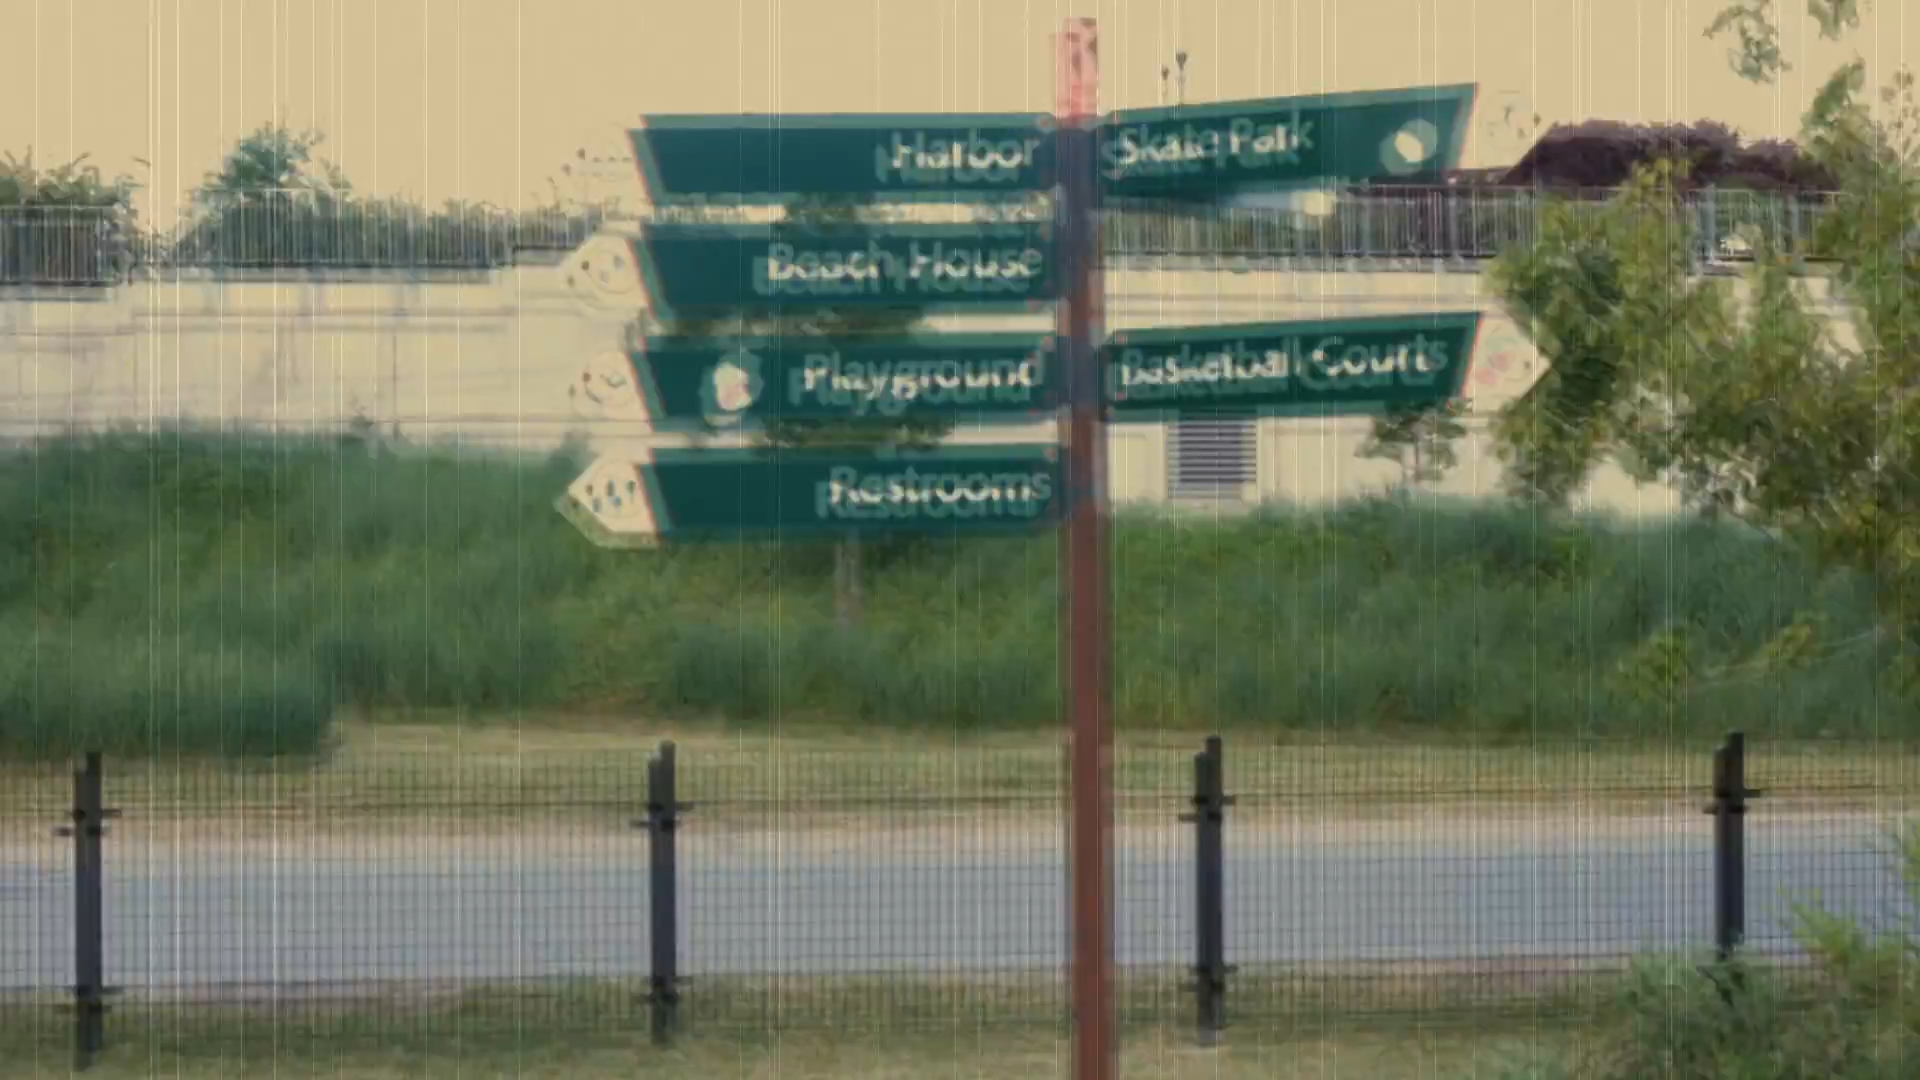 Harbor
Beach House
Playground
Restrooms
Skate Park
Basketball Courts